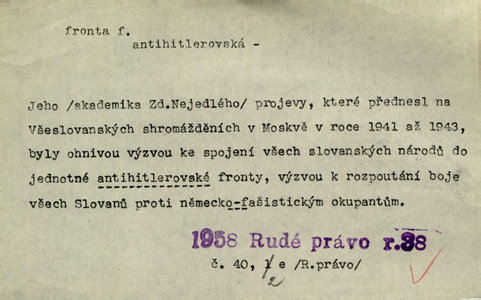 fronta f.
antihitlerovská -
Jeho /akademika Zd.Nejedlého/ projevy, které přednesl na
Všeslovanských shromážděních v Moskvě v roce 1941 až 1943,
byly ohnivou výzvou ke spojení všech slovanských národů do
jednotné antihitlerovské fronty, výzvou k rozpoutání boje
všech Slovanů proti německo-fašistickým okupantům.
1958 Rudé právo r.38
č. 40, 1/2 e /R.právo/